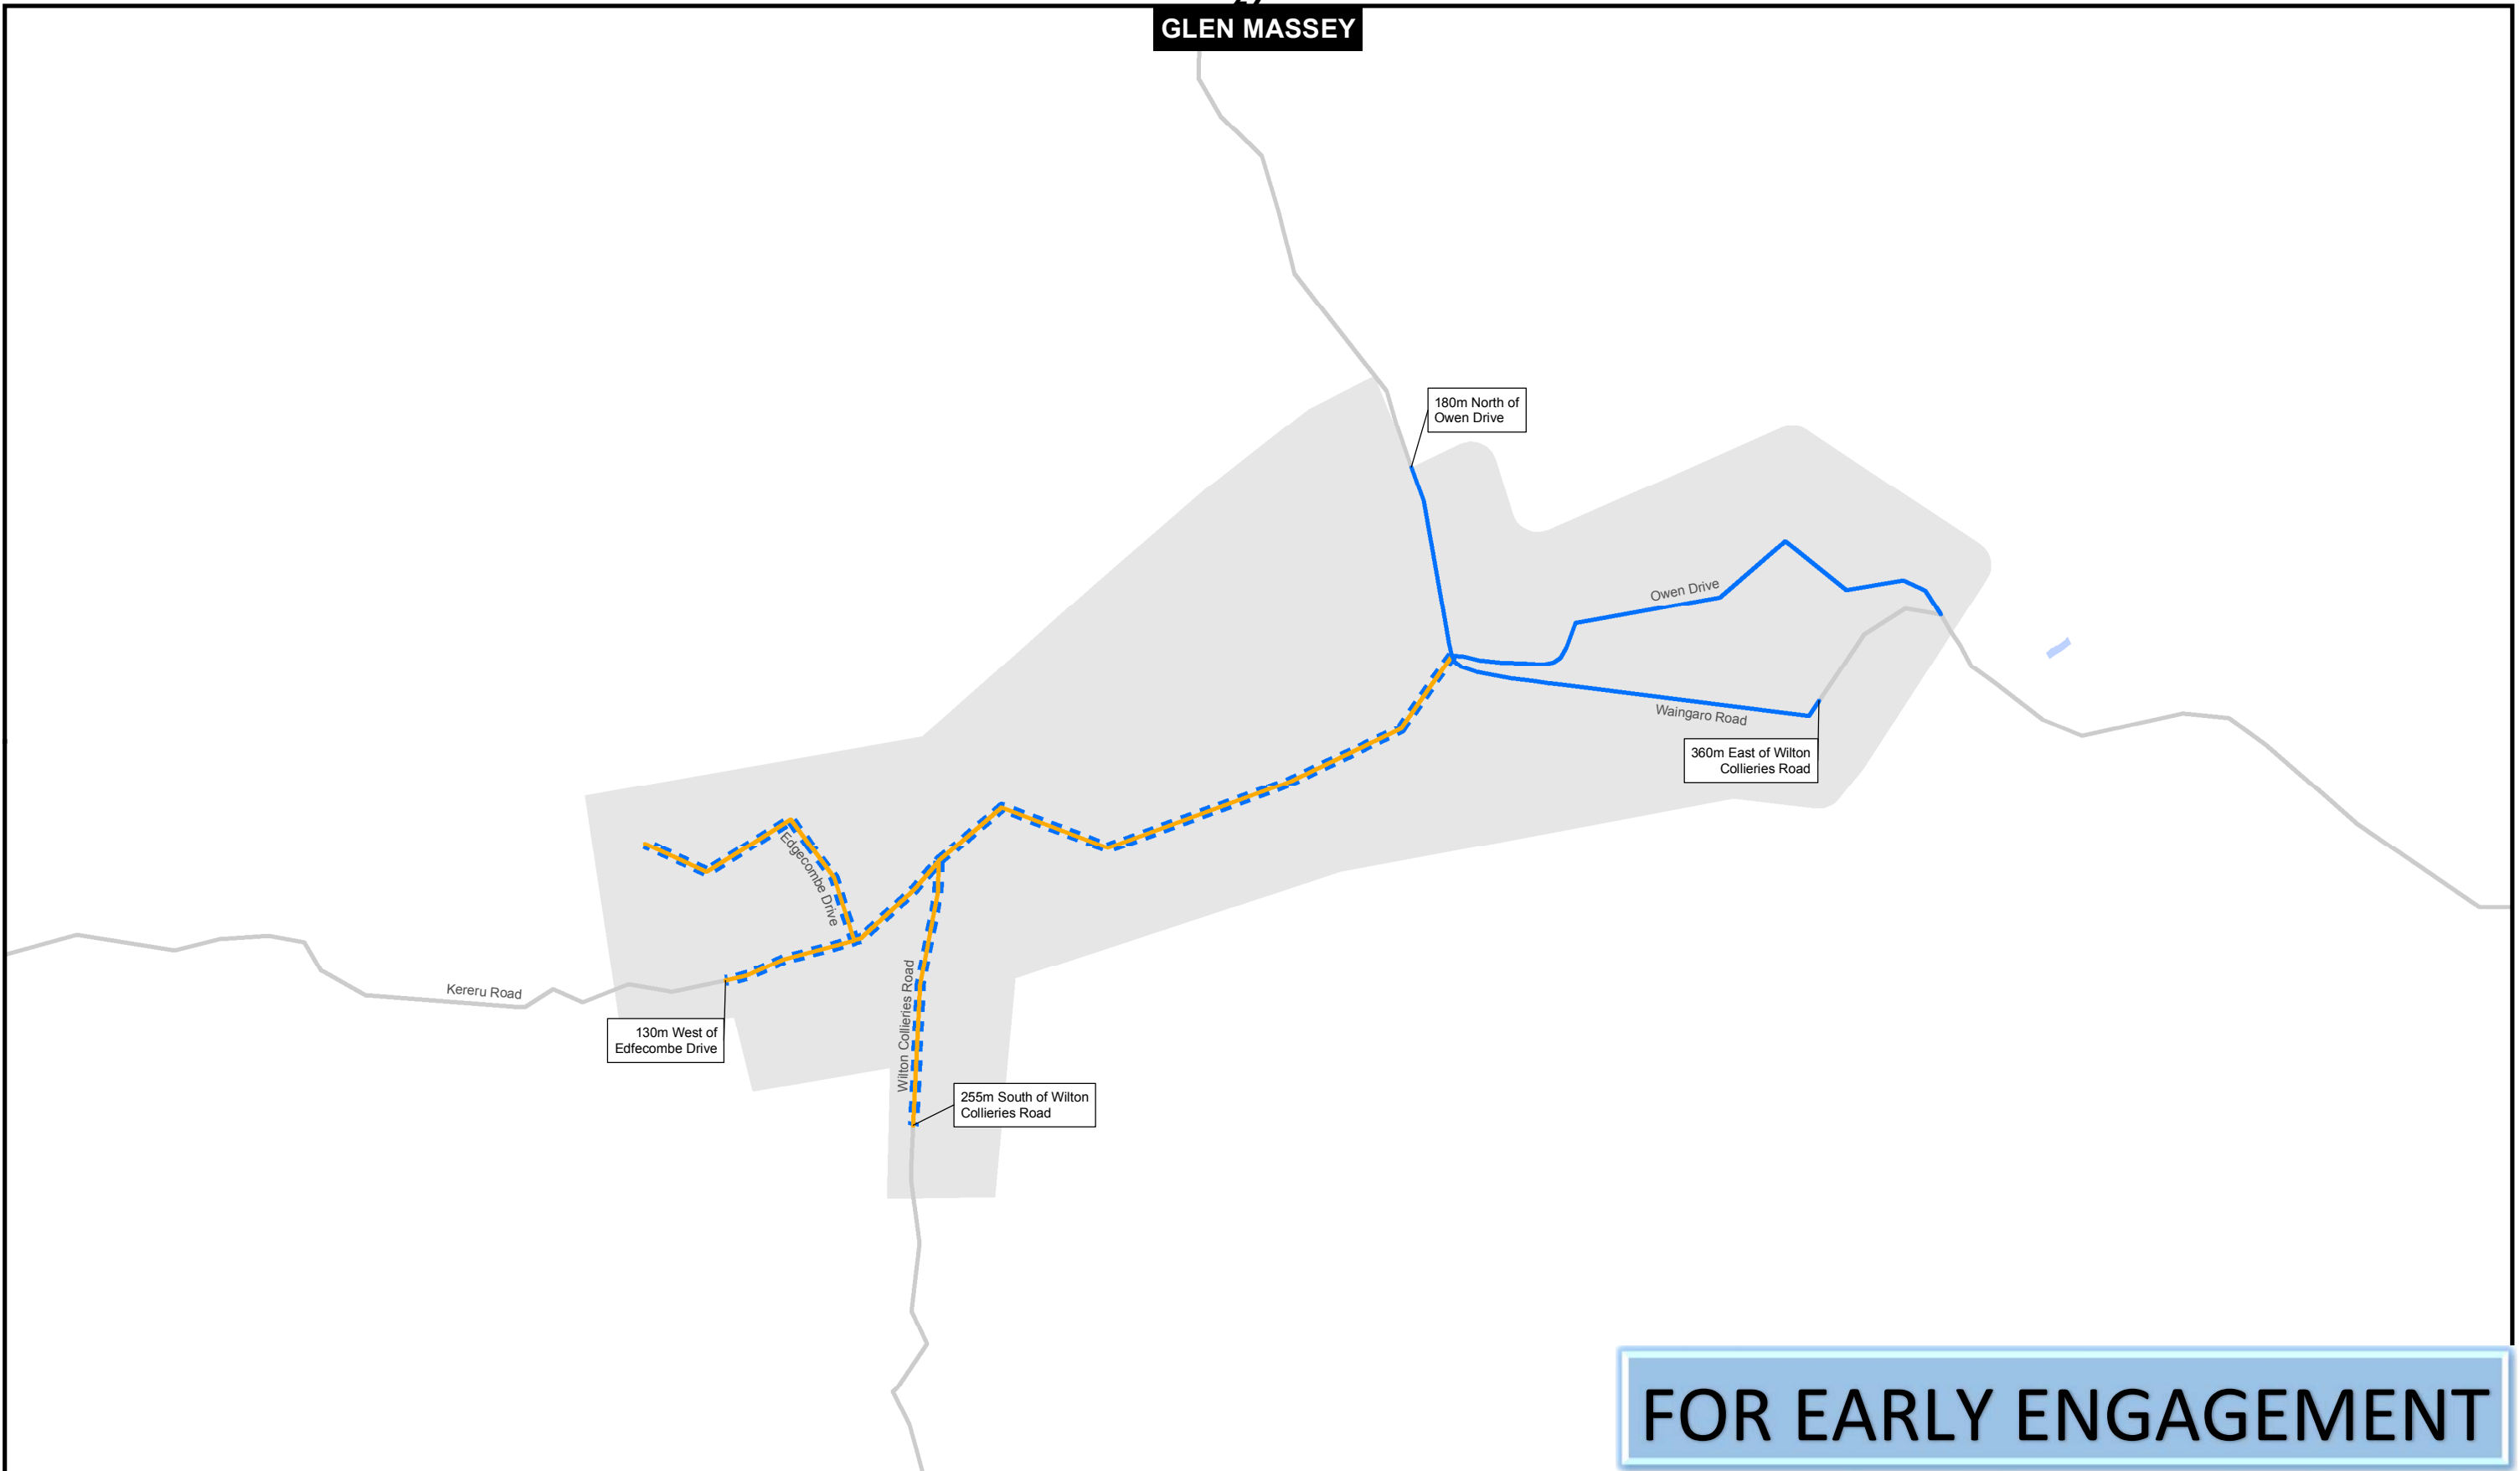 GLEN MASSEY
180m North of
Owen Drive
Owen Drive
Waingaro Road
360m East of Wilton
Collieries Road
Edgecombe Drive
Kereru Road
Wilton Collieries Road
130m West of
Edfecombe Drive
255m South of Wilton
Collieries Road
FOR EARLY ENGAGEMENT